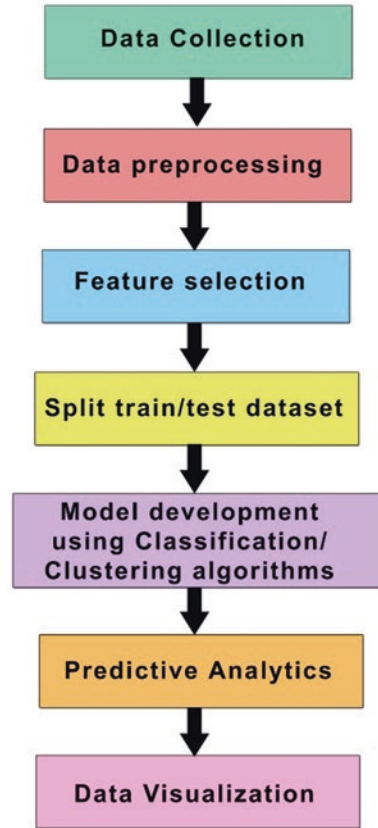 Data Collection
Data preprocessing
Feature selection
Split train/test dataset
Model development
using Classification/
Clustering algorithms
Predictive Analytics
Data Visualization